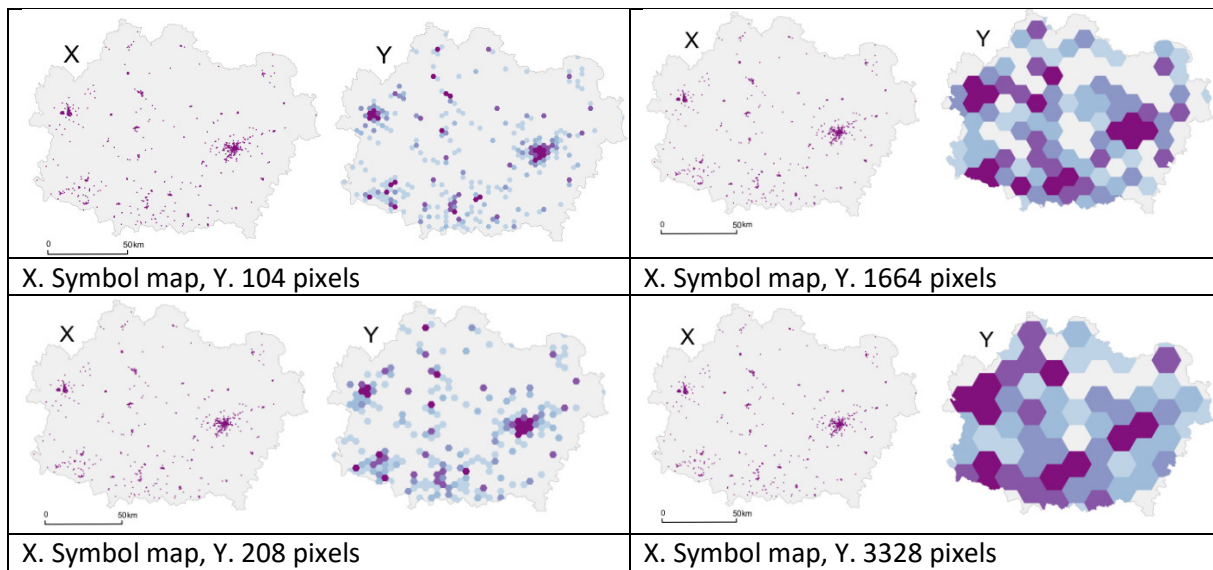 X
Y
0
50km
X. Symbol map, Y. 104 pixels
X
Y
0
50km
X. Symbol map, Y. 1664 pixels
X
Y
0
50km
X. Symbol map, Y. 208 pixels
X
Y
0
50km
X. Symbol map, Y. 3328 pixels